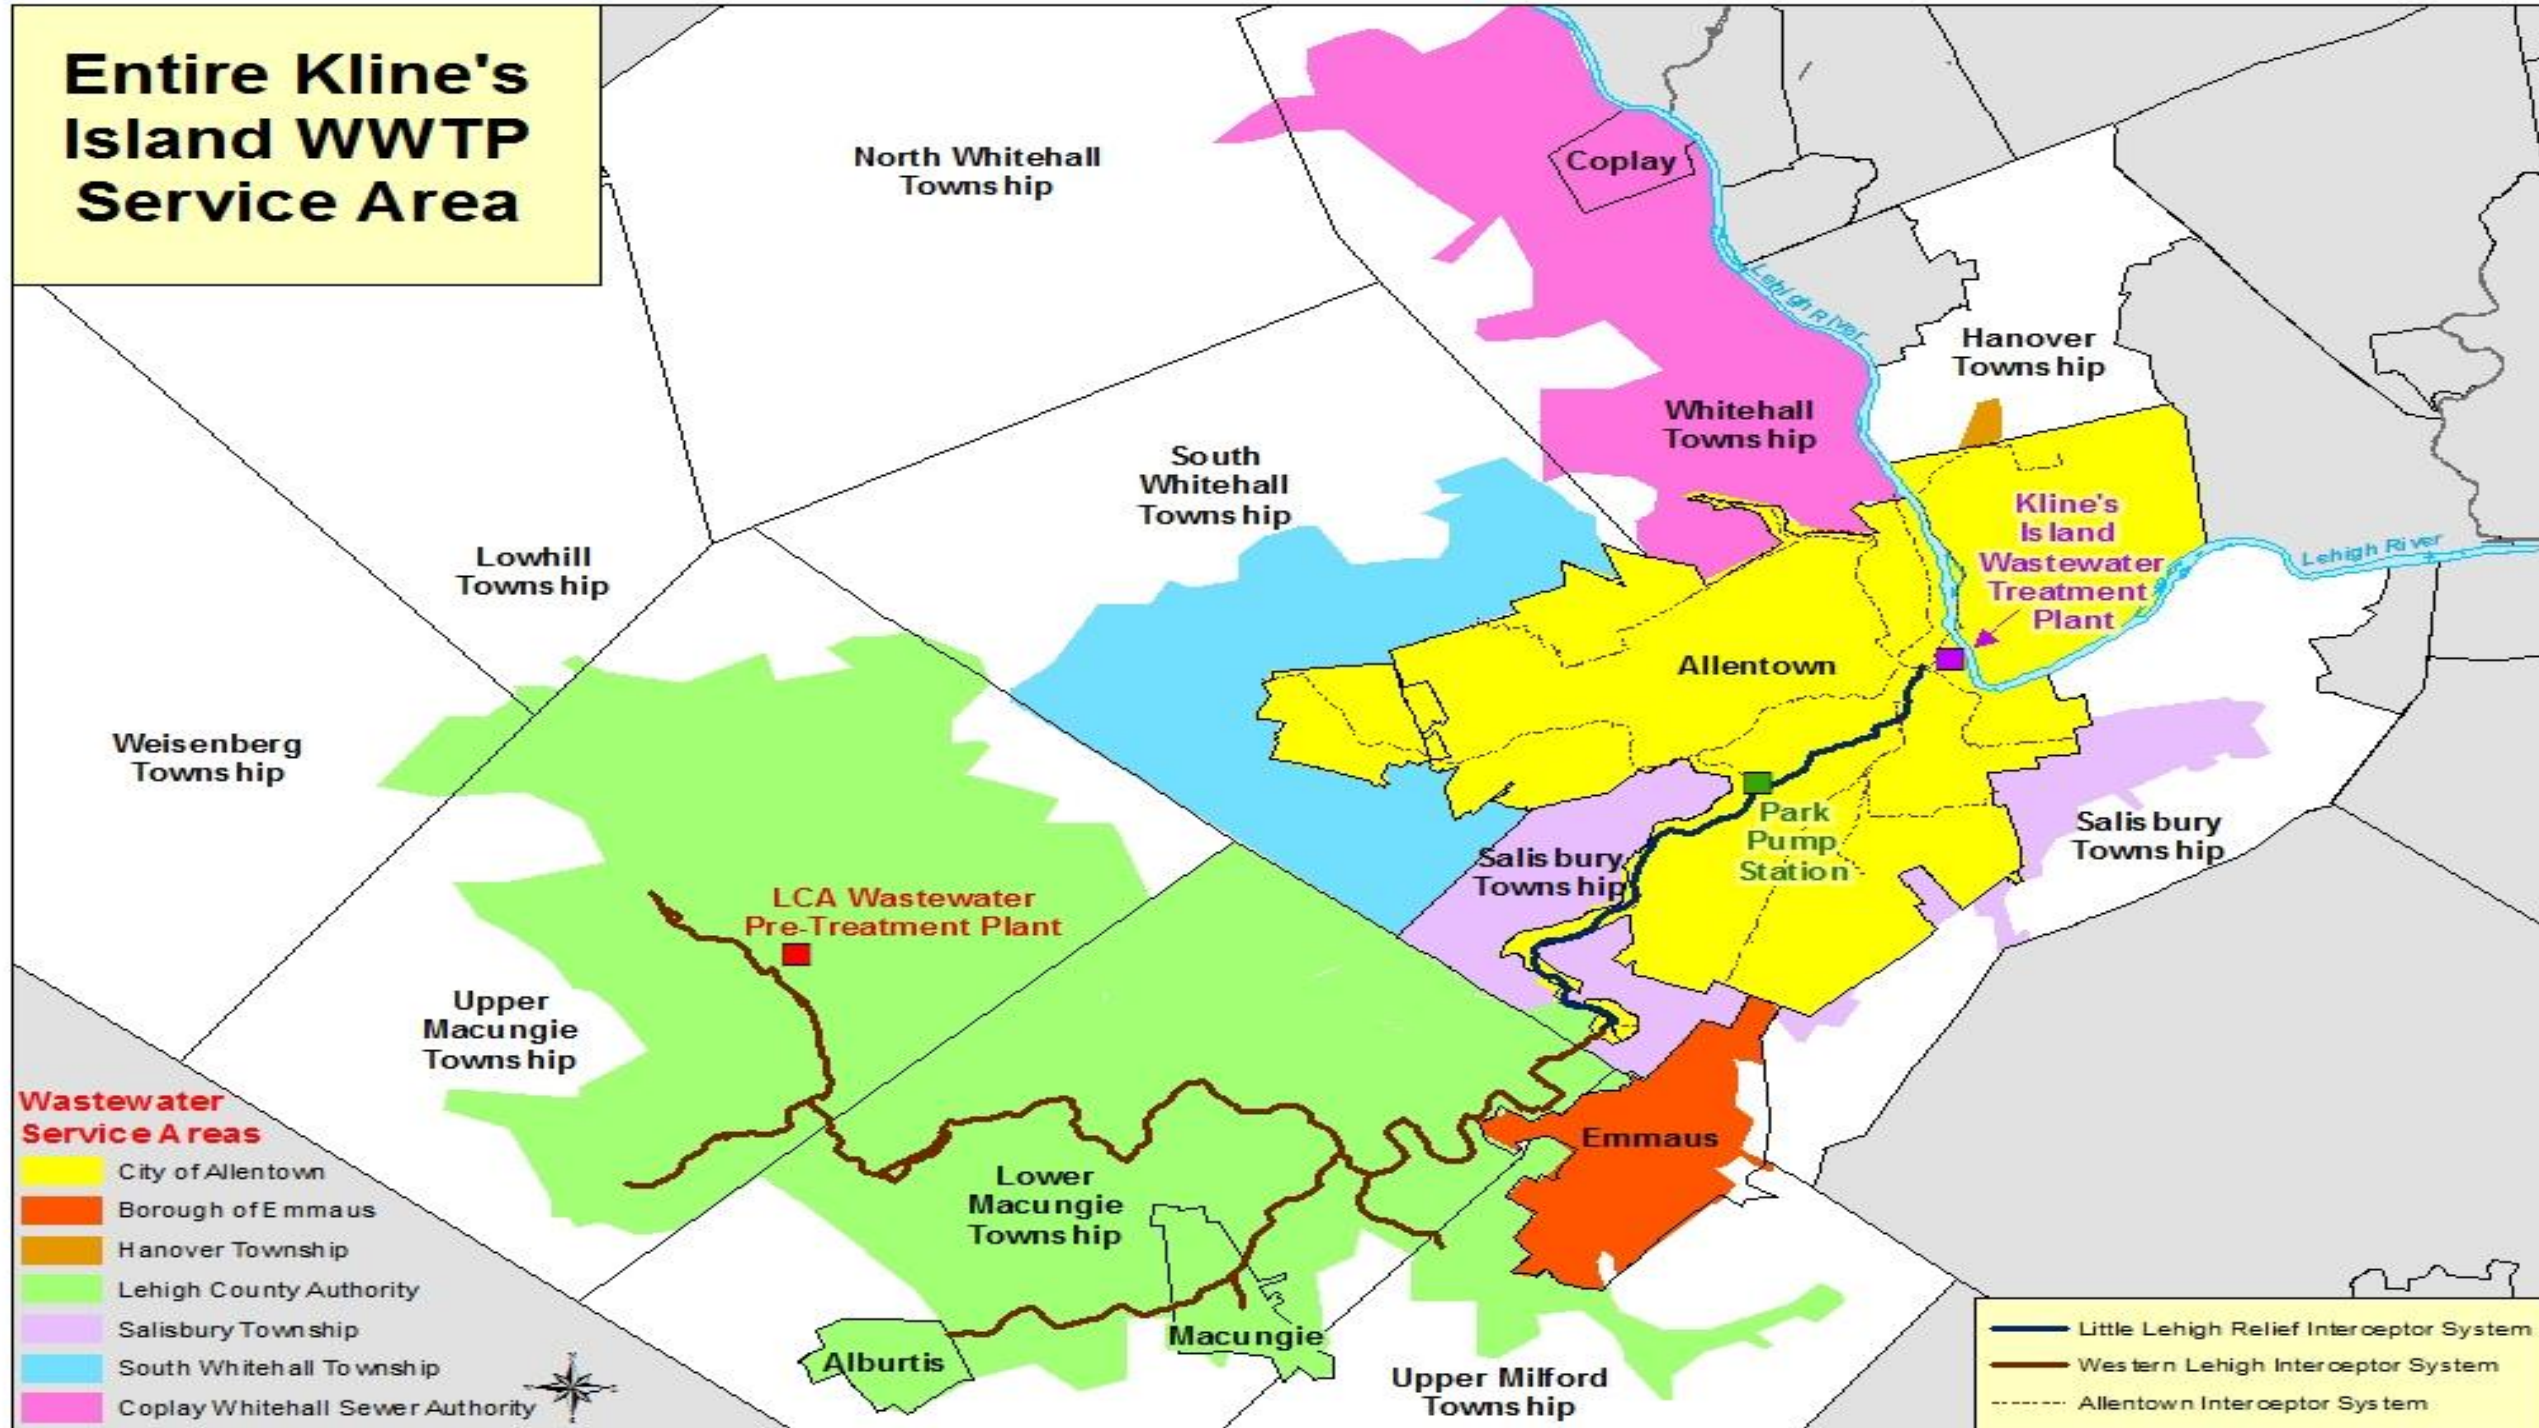 Entire Kline's
Island WWTP
Service Area
North Whitehall
Township
Coplay
Lehigh River
Hanover
Township
Whitehall
Township
South
Whitehall
Township
Kline's
Island
Wastewater
Treatment
Plant
Lehigh River
Lowhill
Township
Allentown
Weisenberg
Township
Park
Pump
Station
Salisbury
Township
Salisbury
Township
LCA Wastewater
Pre-Treatment Plant
Upper
Macungie
Township
Emmaus
Lower
Macungie
Township
Macungie
Alburtis
Upper Milford
Township
Wastewater
Service Areas
City of Allentown
Borough of Emmaus
Hanover Township
Lehigh County Authority
Salisbury Township
South Whitehall Township
Coplay Whitehall Sewer Authority
Little Lehigh Relief Interceptor System
Western Lehigh Interceptor System
Allentown Interceptor System